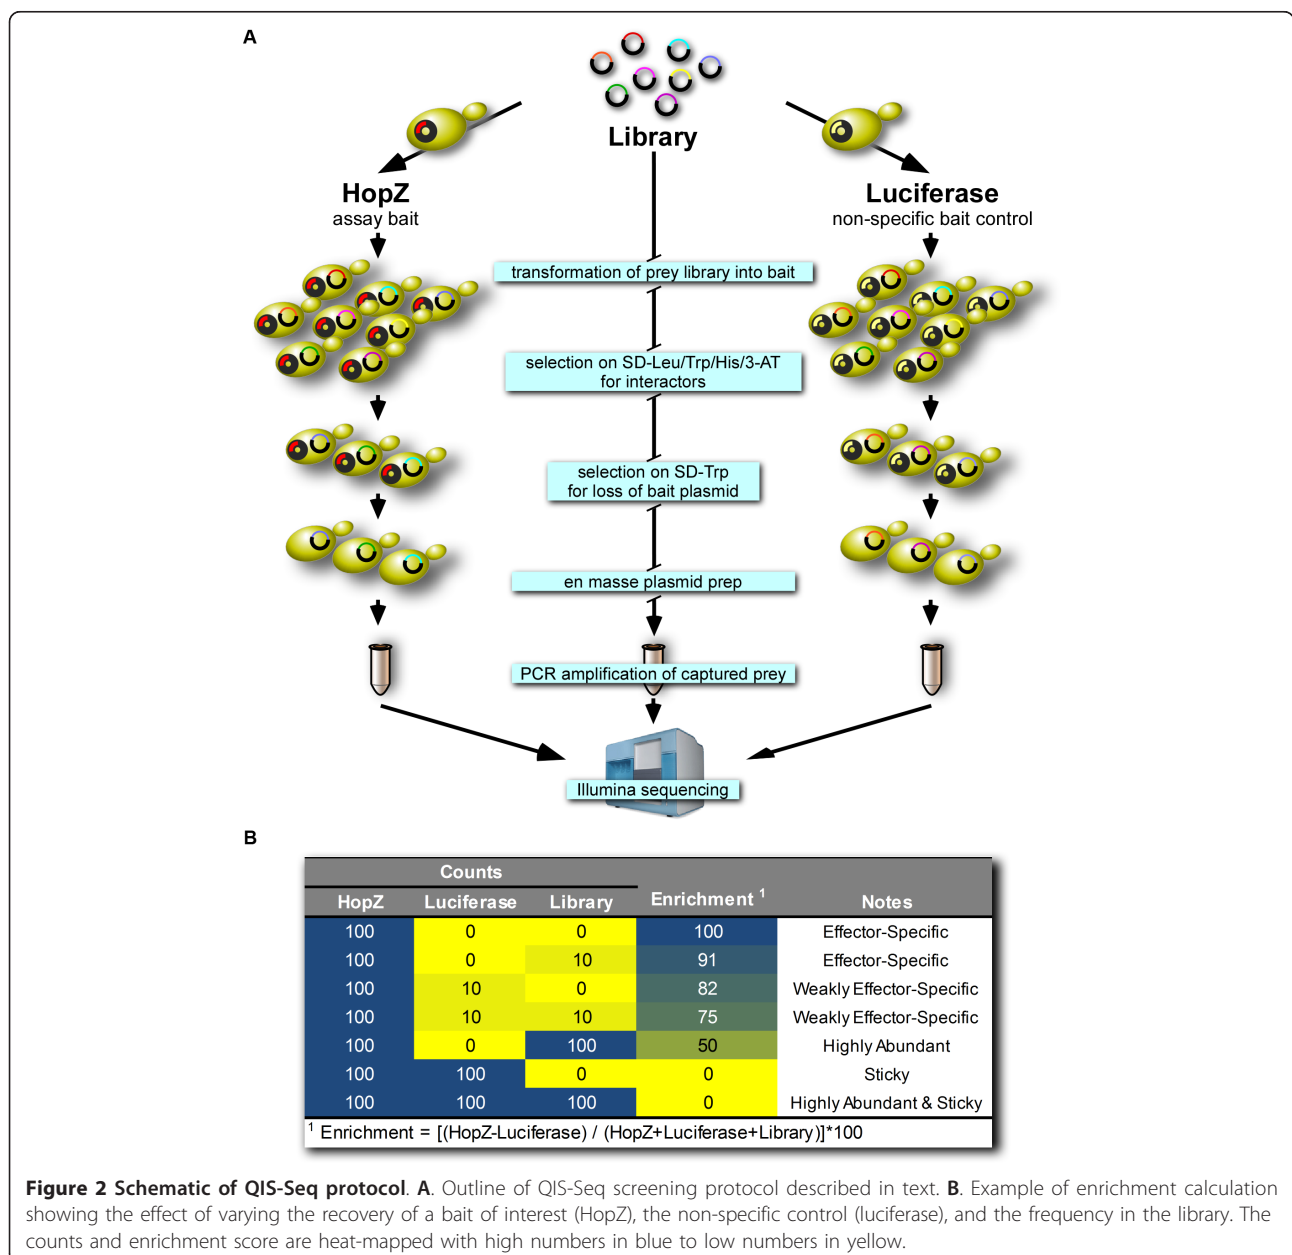 A
Library
HopZ
assay bait
Luciferase
non-specific bait control
transformation of prey library into bait
selection on SD-Leu/Trp/His/3-AT
for interactors
selection on SD-Trp
for loss of bait plasmid
en masse plasmid prep
PCR amplification of captured prey
Illumina sequencing
B
Counts
HopZ Luciferase Library Enrichment 1 Notes
100 0 0 100 Effector-Specific
100 0 10 91 Effector-Specific
100 10 0 82 Weakly Effector-Specific
100 10 10 75 Weakly Effector-Specific
100 0 100 50 Highly Abundant
100 100 0 0 Sticky
100 100 100 0 Highly Abundant & Sticky
1 Enrichment = [(HopZ-Luciferase) / (HopZ+Luciferase+Library)]*100
Figure 2 Schematic of QIS-Seq protocol. A. Outline of QIS-Seq screening protocol described in text. B. Example of enrichment calculation
showing the effect of varying the recovery of a bait of interest (HopZ), the non-specific control (luciferase), and the frequency in the library. The
counts and enrichment score are heat-mapped with high numbers in blue to low numbers in yellow.